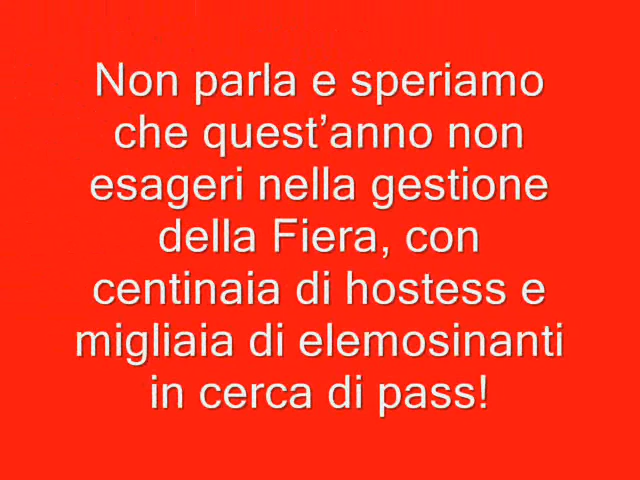 Non parla e speriamo
che quest’anno non
esageri nella gestione
della Fiera, con
centinaia di hostess e
migliaia di elemosinanti
in cerca di pass!